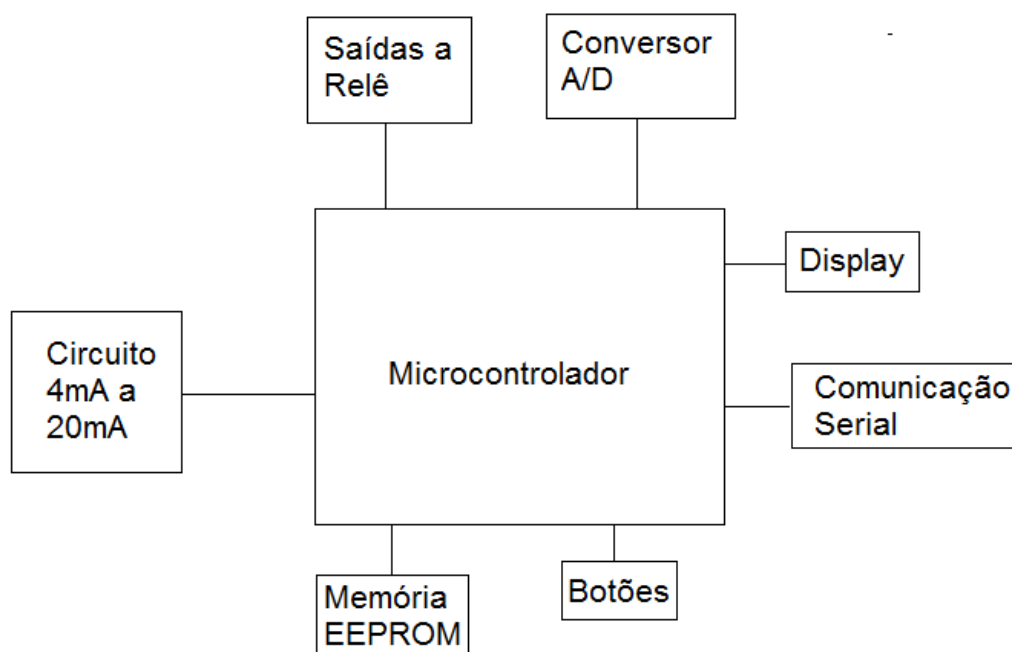 Saídas a
Relê
Conversor
A/D
Display
Circuito
4mA a
20mA
Microcontrolador
Comunicação
Serial
Memória
EEPROM
Botões